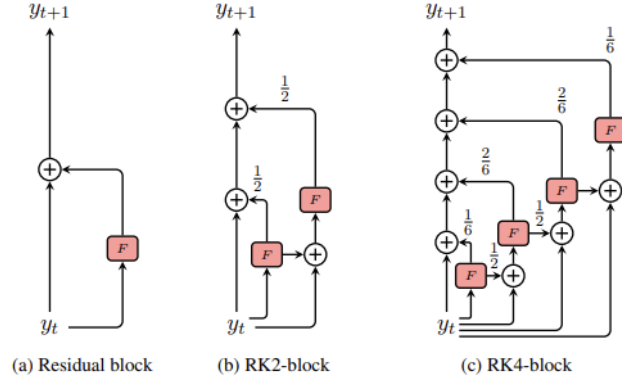 y_{t+1}
F
y_t
(a) Residual block
y_{t+1}
1/2
1/2
F
F
y_t
(b) RK2-block
y_{t+1}
1/6
2/6
F
2/6
F
1/2
1/6
F
1/2
F
y_t
(c) RK4-block